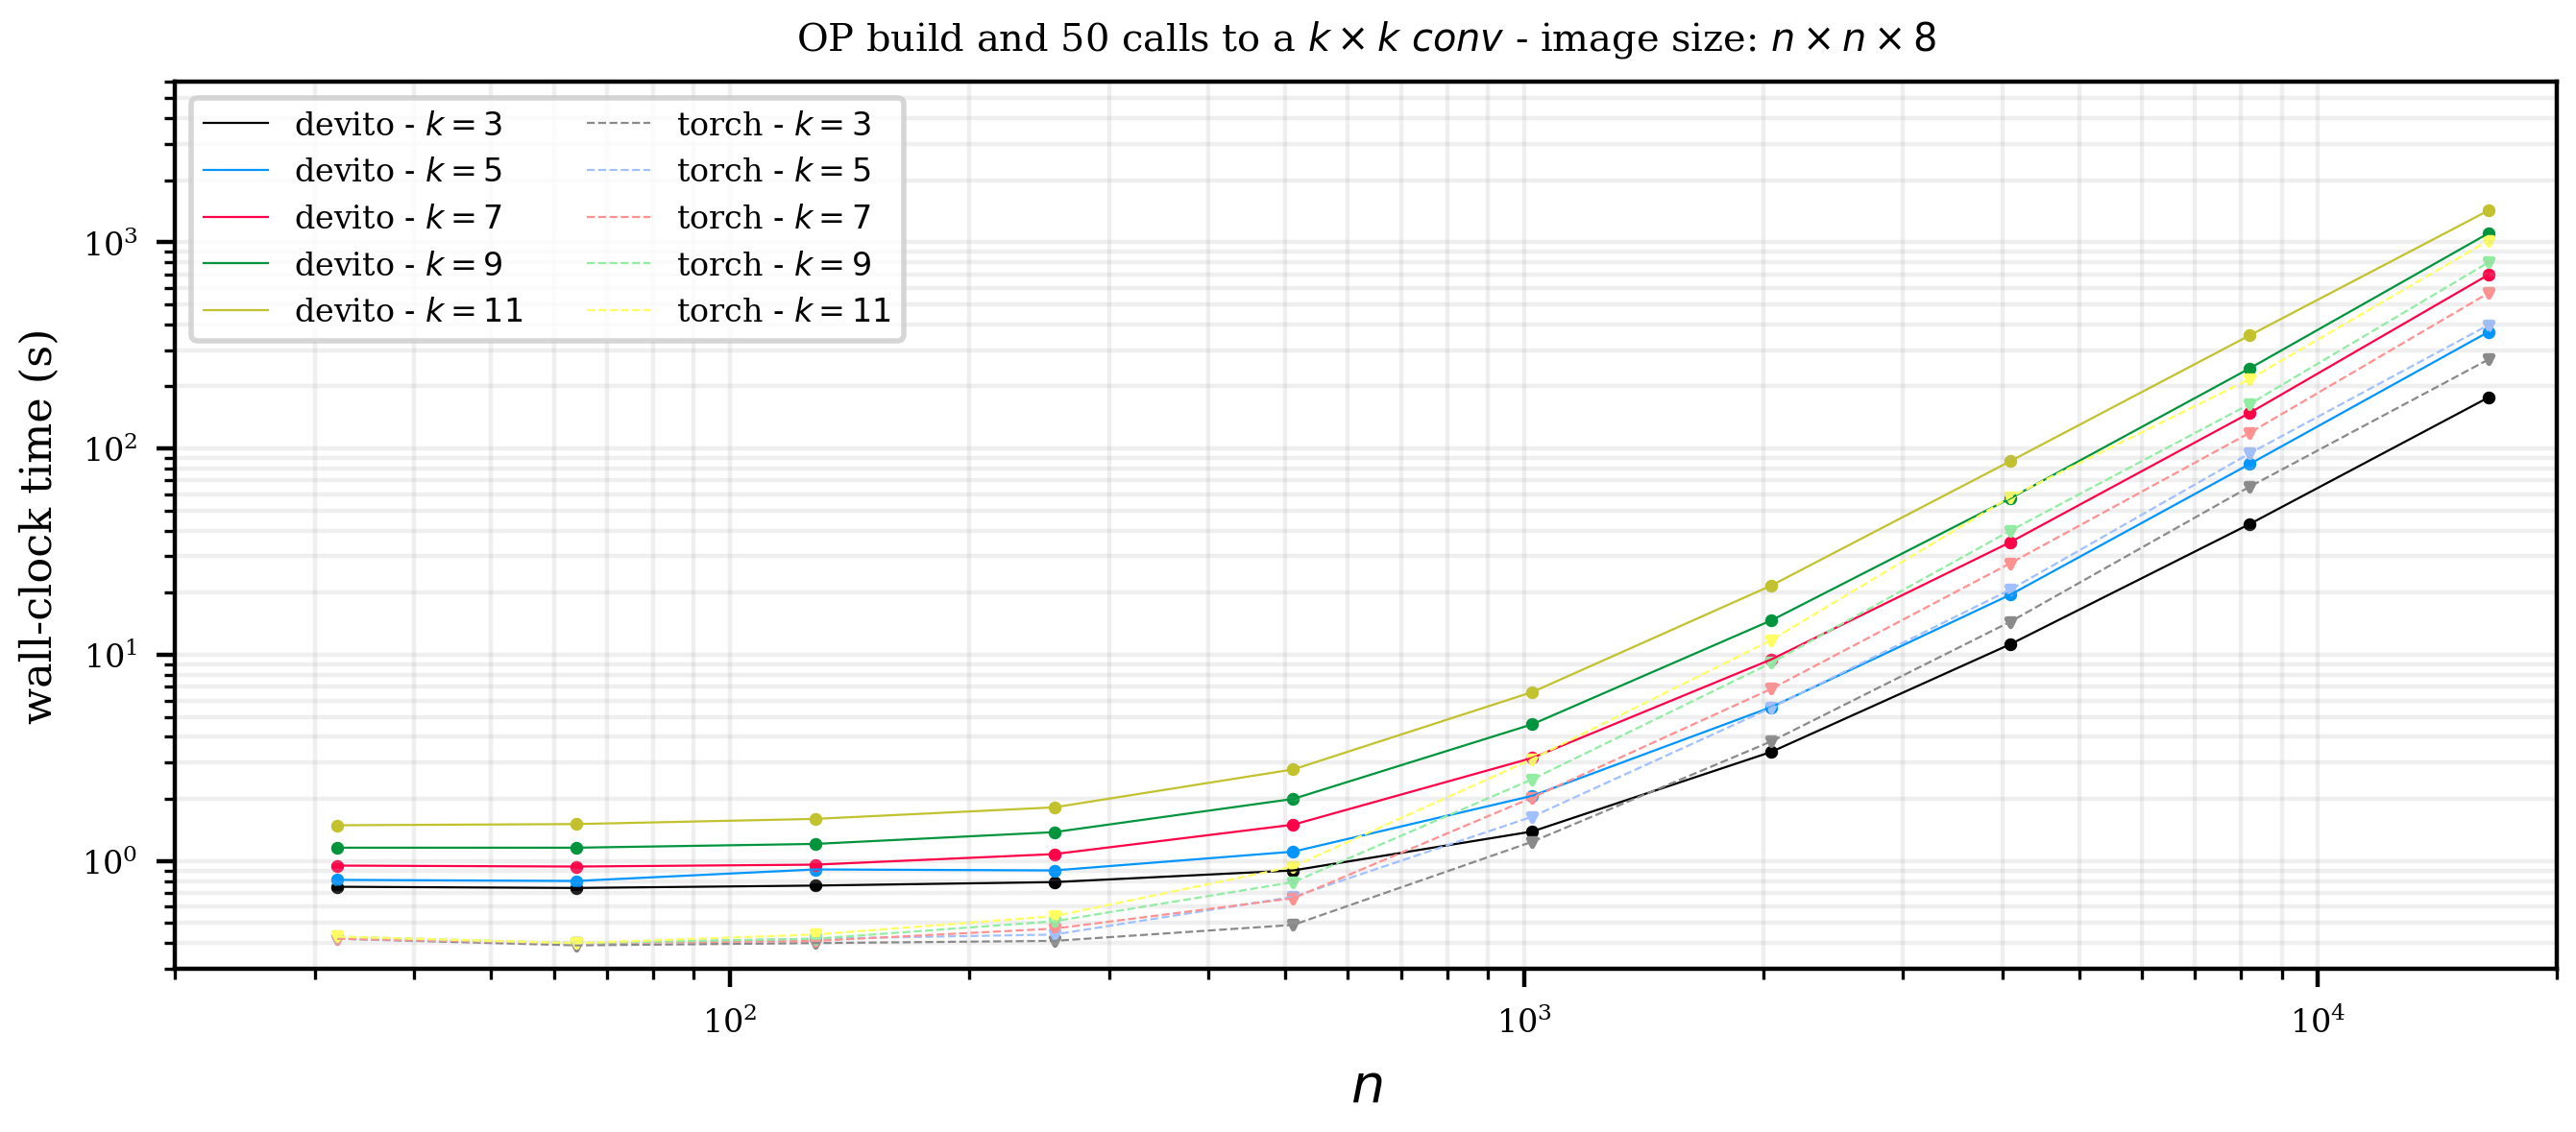 OP build and 50 calls to a k × k conv - image size: n × n × 8
devito - k = 3
devito - k = 5
devito - k = 7
devito - k = 9
devito - k = 11
torch - k = 3
torch - k = 5
torch - k = 7
torch - k = 9
torch - k = 11
wall-clock time (s)
10³
10²
10¹
10⁰
10²
10³
10⁴
n